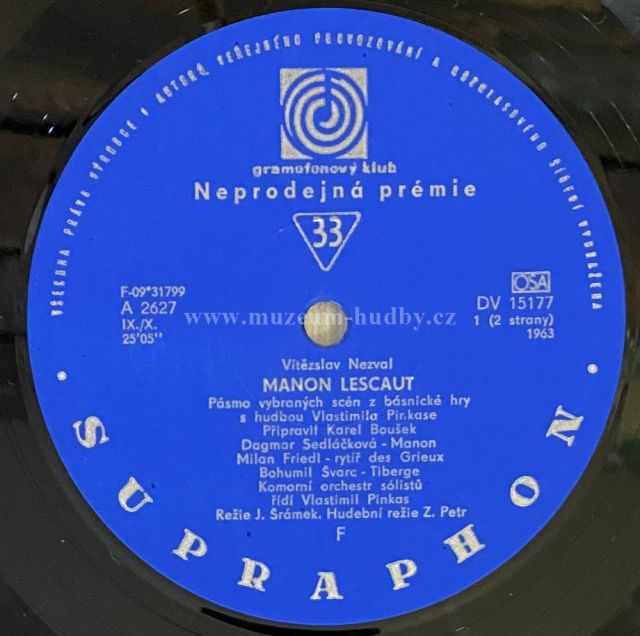 VŠECHNA PRÁVA VÝROBCE A AUTORŮ VEŘEJNÉHO PROVOZOVÁNÍ A ROZHLASOVÉHO ŠÍŘENÍ VYHRAŽENA
gramofonový klub
Neprodejná prémie
33
F-09*31799
A 2627
IX./X.
25'05''
OSA
DV 15177
1 (2 strany)
1963
www.muzeum-hudby.cz
Vítězslav Nezval
MANON LESCAUT
Pásmo vybraných scén z básnické hry
s hudbou Vlastimila Pinkase
Připravil Karel Boušek
Dagmar Sedláčková - Manon
Milan Friedl - rytíř des Grieux
Bohumil Švarc - Tiberge
Komorní orchestr sólistů
řídí Vlastimil Pinkas
Režie J. Šrámek. Hudební režie Z. Petr
F
• SUPRAPHON •